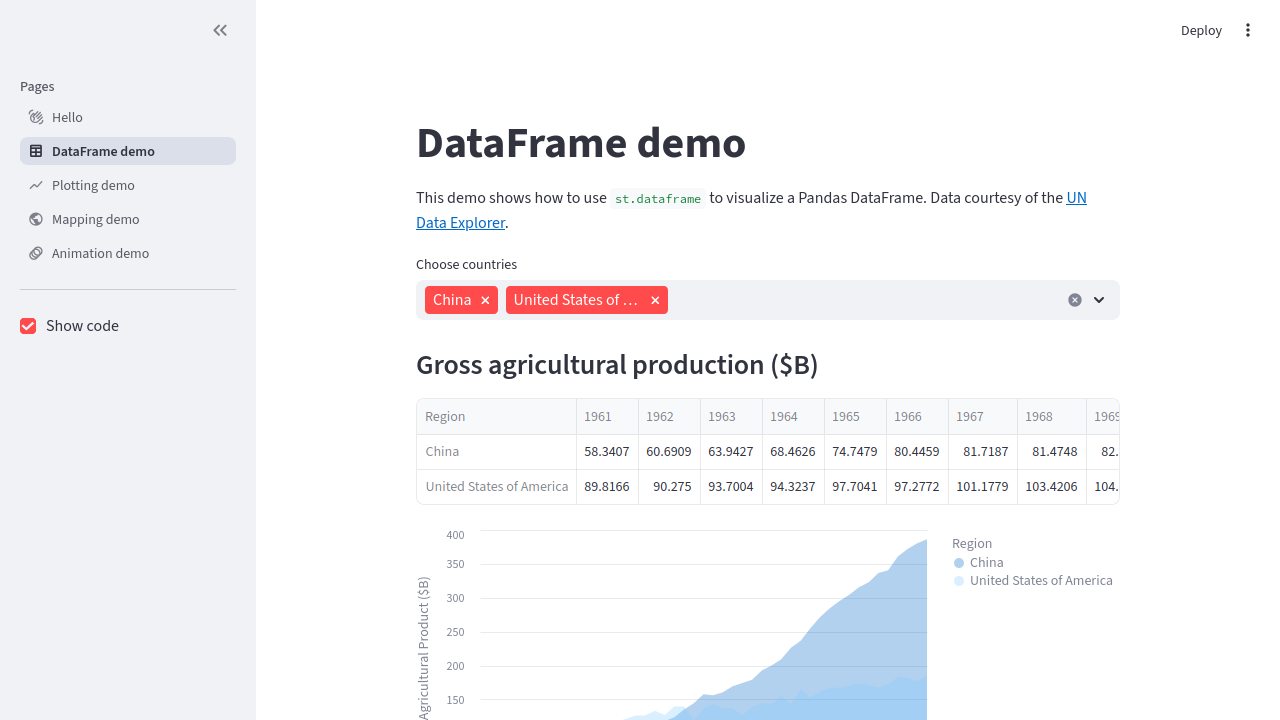 Deploy
Pages
Hello
DataFrame demo
Plotting demo
Mapping demo
Animation demo
Show code
DataFrame demo
This demo shows how to use st.dataframe to visualize a Pandas DataFrame. Data courtesy of the UN
Data Explorer.
Choose countries
China
United States of ...
Gross agricultural production ($B)
Region 1961 1962 1963 1964 1965 1966 1967 1968 1969
China 58.3407 60.6909 63.9427 68.4626 74.7479 80.4459 81.7187 81.4748 82.
United States of America 89.8166 90.275 93.7004 94.3237 97.7041 97.2772 101.1779 103.4206 104.
400
350
300
250
200
150
Agricultural Product ($B)
Region
China
United States of America